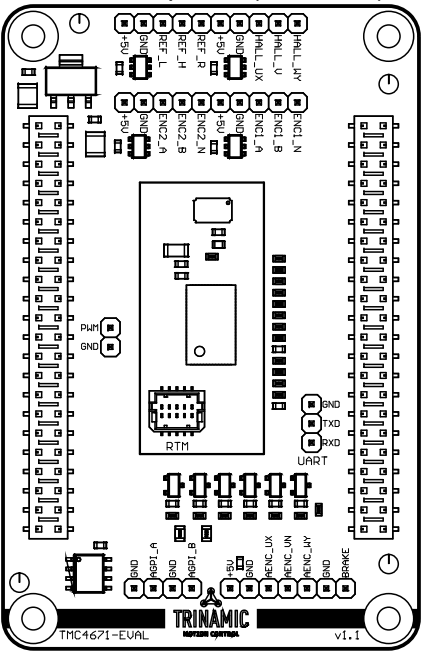 +5V GND REF_L REF_H REF_R +5V GND HALL_UX HALL_V HALL_WY
+5V GND ENC2_A ENC2_B ENC2_N +5V GND ENC1_A ENC1_B ENC1_N
PWM
GND
GND
TXD
RXD
UART
RTM
GND AGPI_A GND AGPI_B +5V GND AENC_UX AENC_VN AENC_WY GND BRAKE
TRINAMIC
MOTION CONTROL
TMC4671-EVAL v1.1